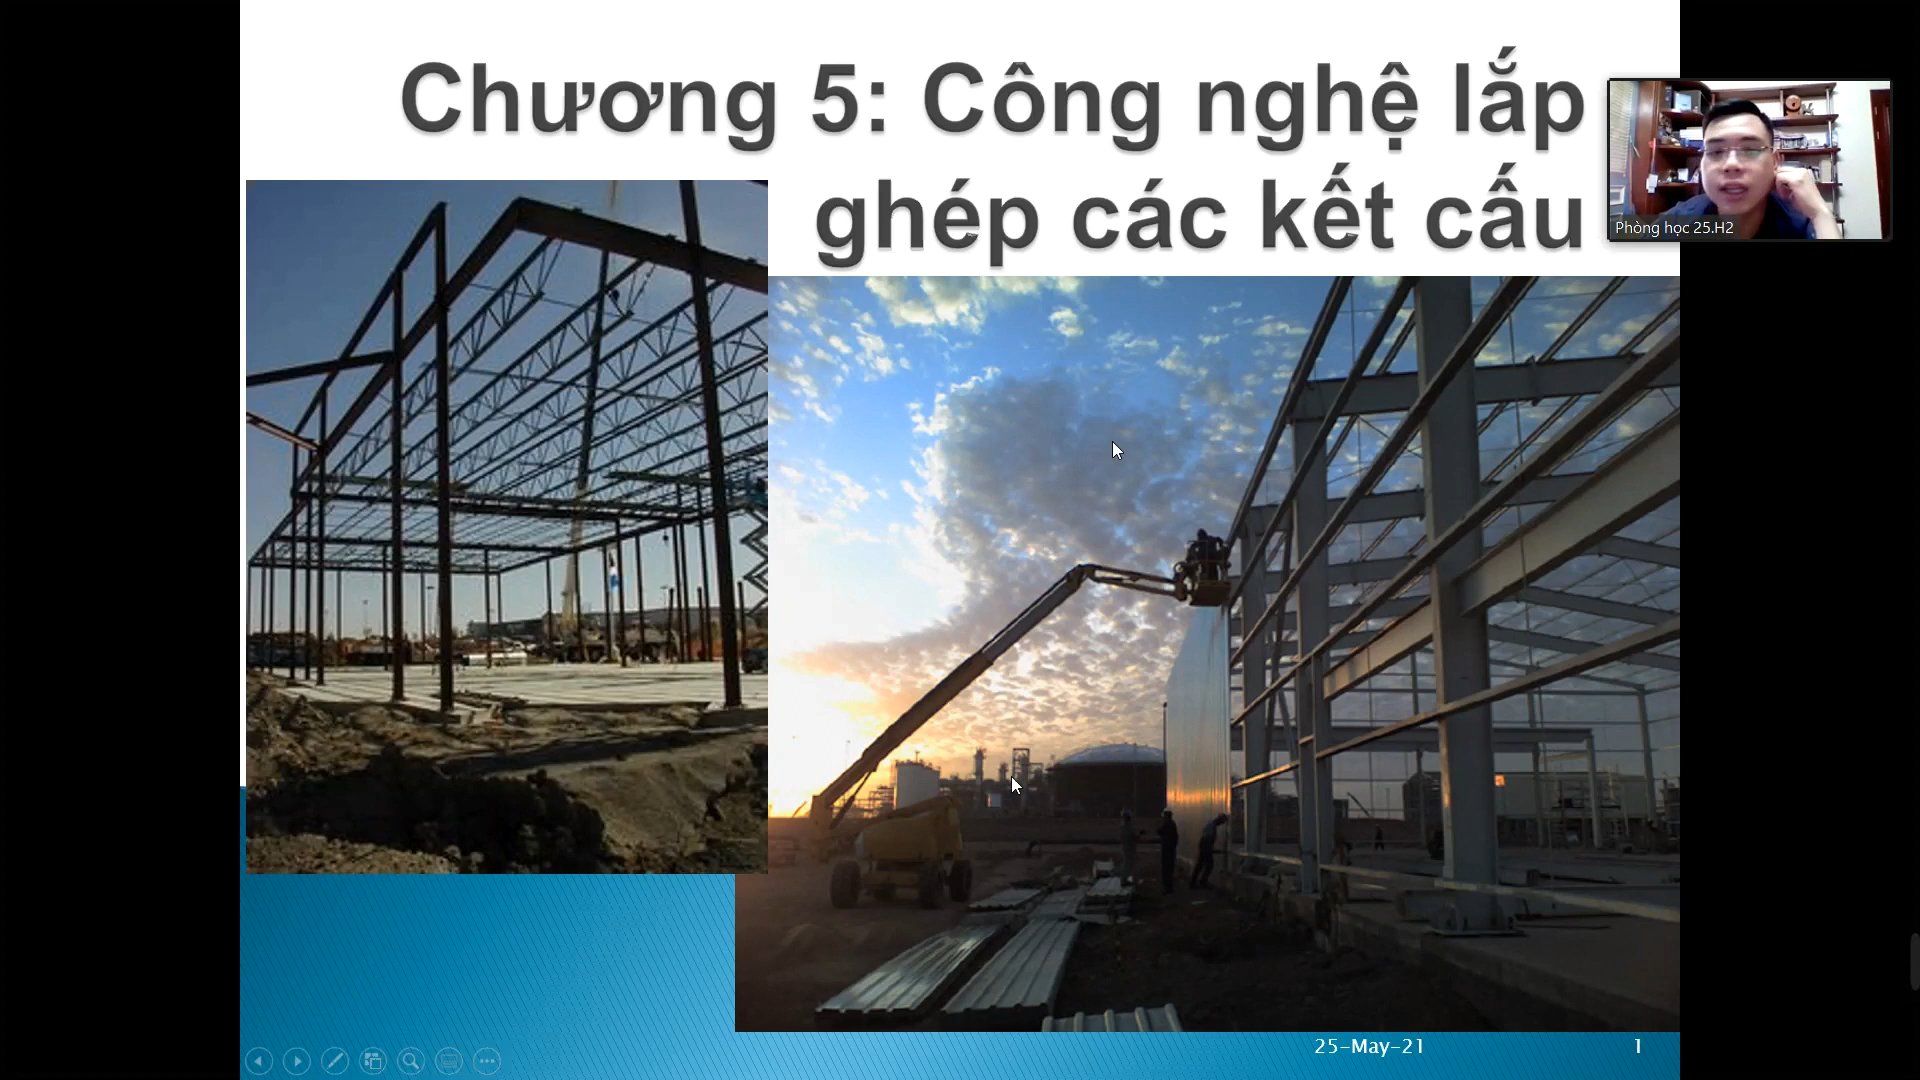 Chương 5: Công nghệ lắp
ghép các kết cấu
Phòng học 25.H2
25-May-21
1